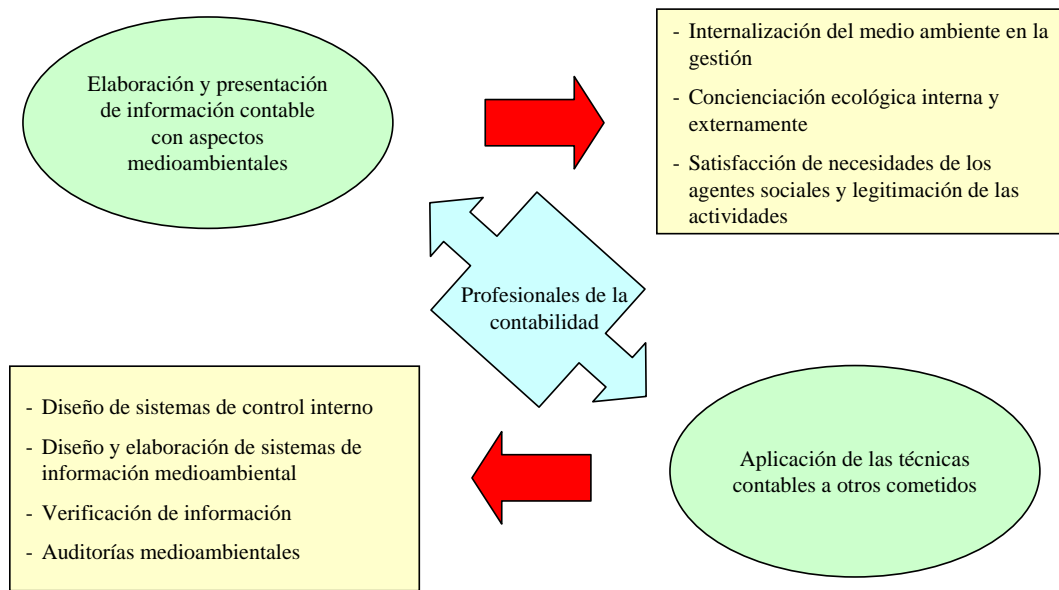 Elaboración y presentación
de información contable
con aspectos
medioambientales
- Internalización del medio ambiente en la
gestión
- Concienciación ecológica interna y
externamente
- Satisfacción de necesidades de los
agentes sociales y legitimación de las
actividades
Profesionales de la
contabilidad
- Diseño de sistemas de control interno
- Diseño y elaboración de sistemas de
información medioambiental
- Verificación de información
- Auditorías medioambientales
Aplicación de las técnicas
contables a otros cometidos